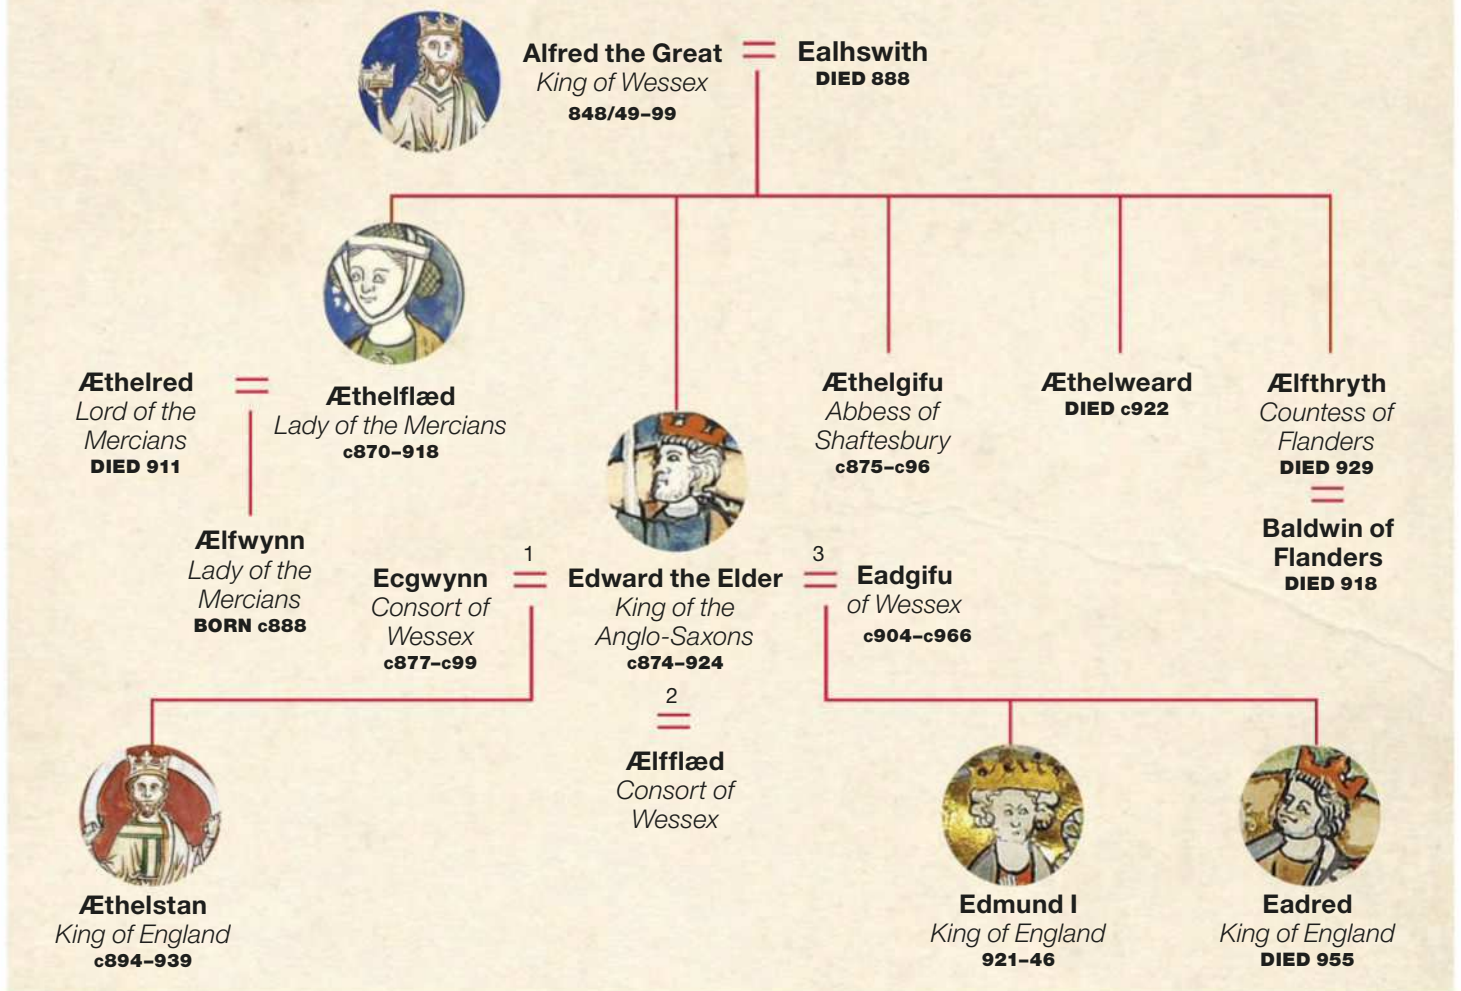 Alfred the Great
King of Wessex
848/49–99
Ealhswith
DIED 888
Æthelred
Lord of the
Mercians
DIED 911
Æthelflæd
Lady of the Mercians
c870–918
Æthelgifu
Abbess of
Shaftesbury
c875–c96
Æthelweard
DIED c922
Ælfthryth
Countess of
Flanders
DIED 929
Baldwin of
Flanders
DIED 918
Ælfwynn
Lady of the
Mercians
BORN c888
Ecgwynn
Consort of
Wessex
c877–c99
1
Edward the Elder
King of the
Anglo-Saxons
c874–924
3
Eadgifu
of Wessex
c904–c966
2
Ælfflæd
Consort of
Wessex
Æthelstan
King of England
c894–939
Edmund I
King of England
921–46
Eadred
King of England
DIED 955